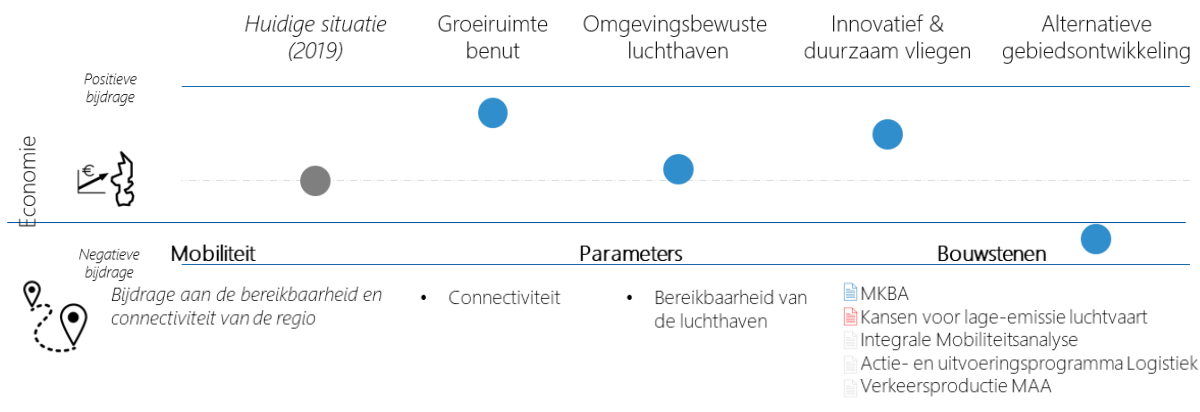 Huidige situatie
(2019)
Groeiruimte
benut
Omgevingsbewuste
luchthaven
Innovatief &
duurzaam vliegen
Alternatieve
gebiedsontwikkeling
Positieve
bijdrage
Economie
€
Negatieve
bijdrage
Mobiliteit
Parameters
Bouwstenen
Bijdrage aan de bereikbaarheid en
connectiviteit van de regio
• Connectiviteit
• Bereikbaarheid van
de luchthaven
MKBA
Kansen voor lage-emissie luchtvaart
Integrale Mobiliteitsanalyse
Actie- en uitvoeringsprogramma Logistiek
Verkeersproductie MAA